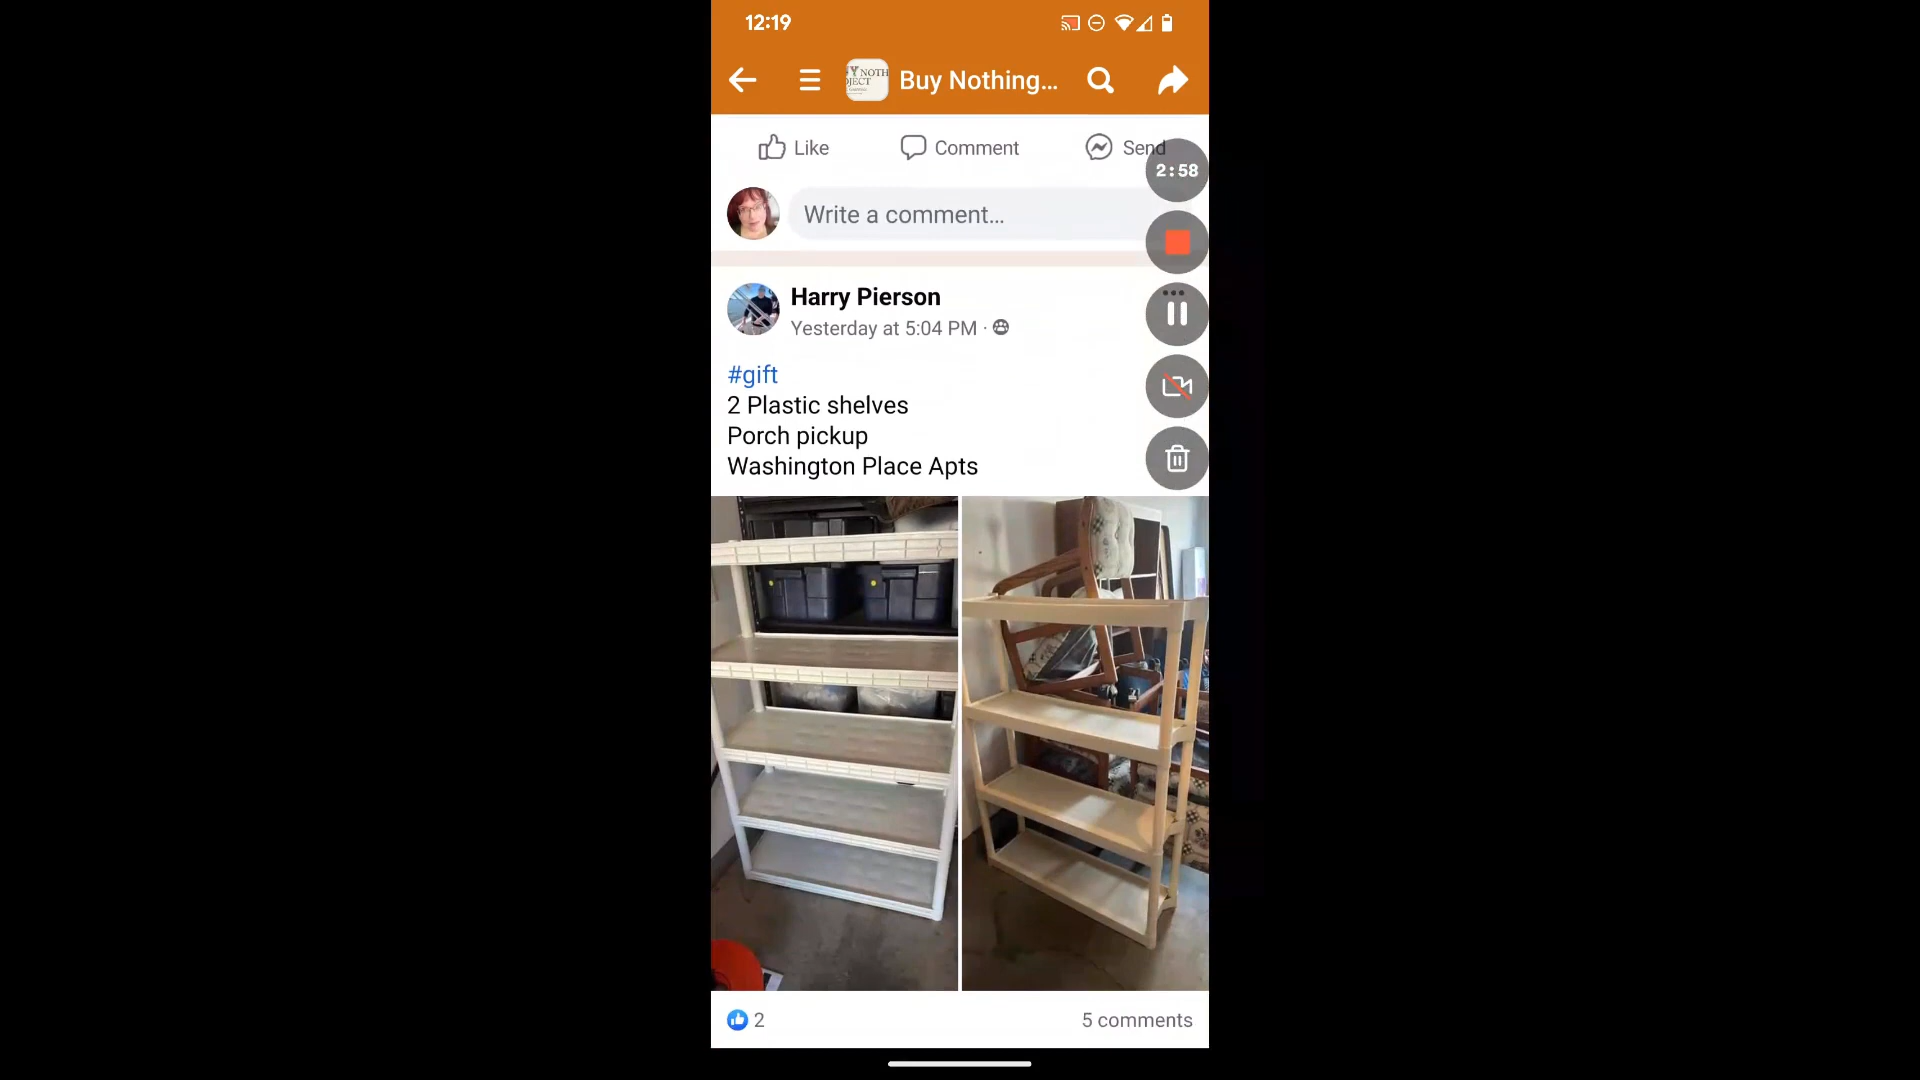 12:19
Buy Nothing...
Like
Comment
Send
2:58
Write a comment...
Harry Pierson
Yesterday at 5:04 PM ·
#gift
2 Plastic shelves
Porch pickup
Washington Place Apts
2
5 comments